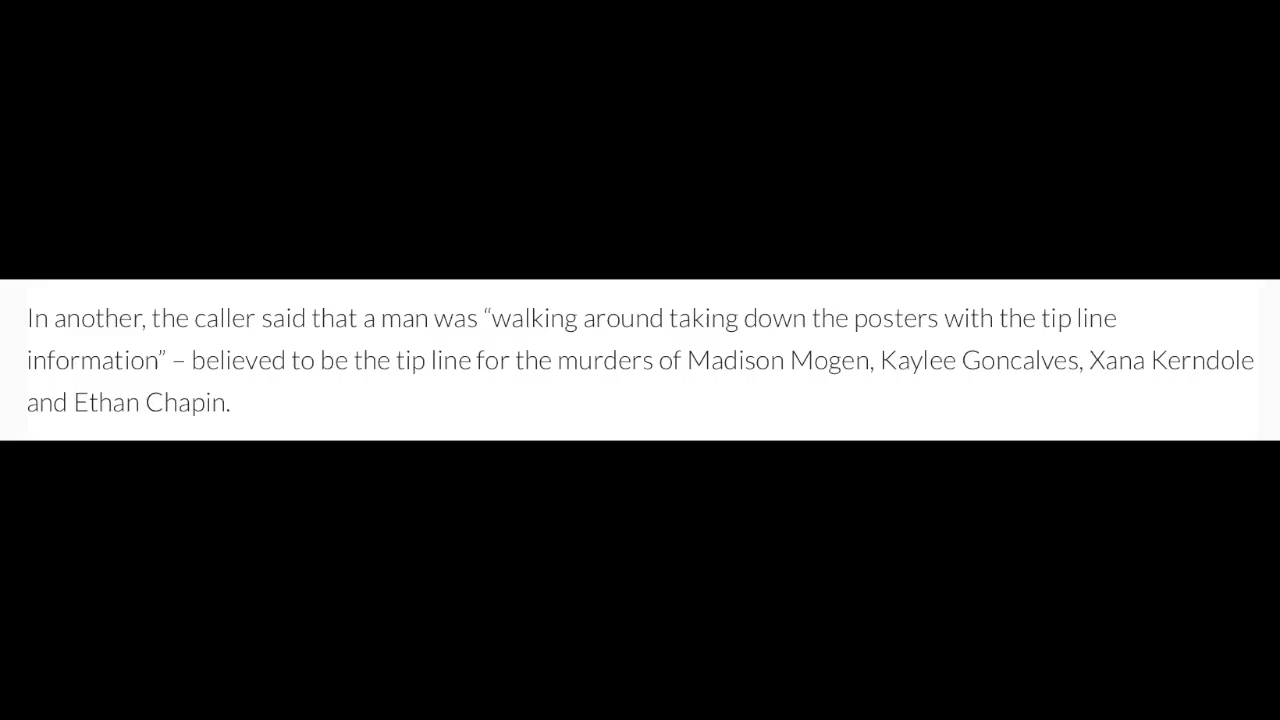 In another, the caller said that a man was “walking around taking down the posters with the tip line
information” – believed to be the tip line for the murders of Madison Mogen, Kaylee Goncalves, Xana Kerndole
and Ethan Chapin.